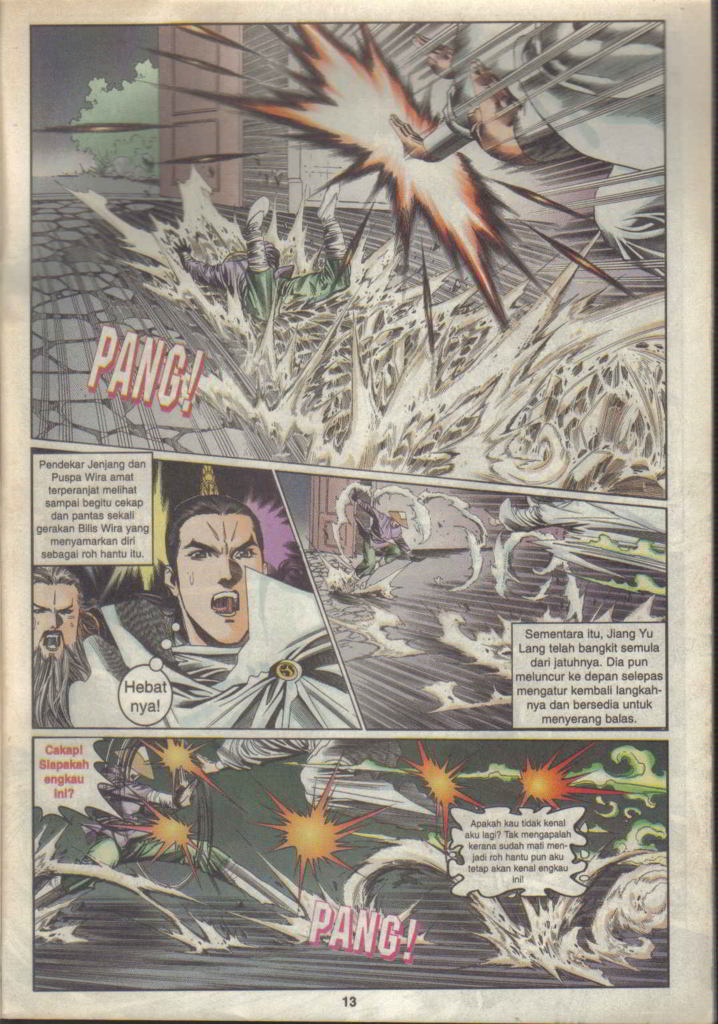 PANG!
Pendekar Jenjang dan
Puspa Wira amat
terperanjat melihat
sampai begitu cekap
dan pantas sekali
gerakan Bilis Wira yang
menyamarkan diri
sebagai roh hantu itu.
Hebat
nya!
Sementara itu, Jiang Yu
Lang telah bangkit semula
dari jatuhnya. Dia pun
meluncur ke depan selepas
mengatur kembali langkah-
nya dan bersedia untuk
menyerang balas.
Cakap!
Siapakah
engkau
ini?
Apakah kau tidak kenal
aku lagi? Tak mengapalah
kerana sudah mati men-
jadi roh hantu pun aku
tetap akan kenal engkau
ini!
PANG!
13